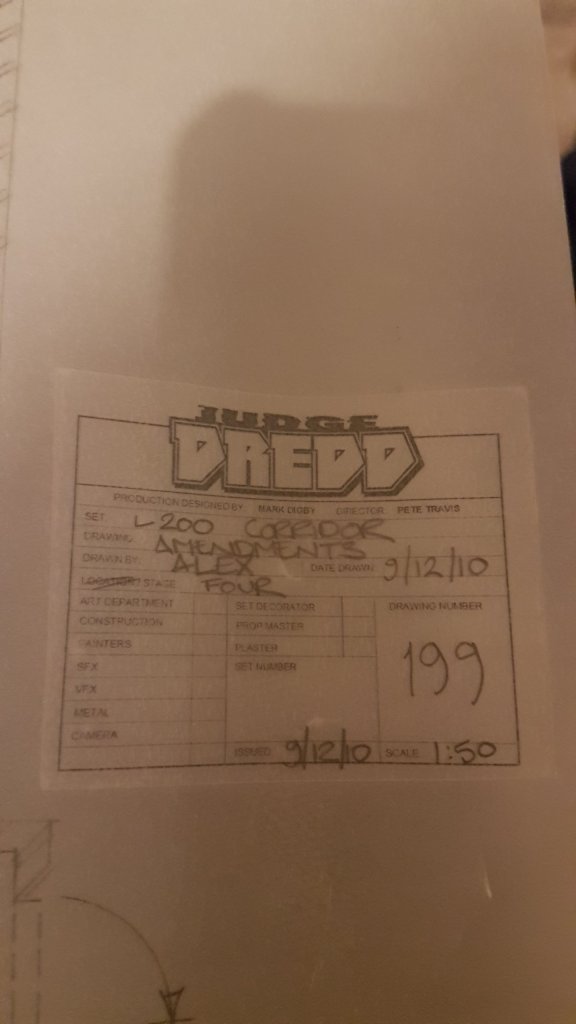 JUDGE
DREDD
PRODUCTION DESIGNED BY: MARK DIGBY DIRECTOR: PETE TRAVIS
SET: L200 CORRIDOR
DRAWING: AMENDMENTS
DRAWN BY: ALEX DATE DRAWN: 9/12/10
LOCATION / STAGE FOUR
ART DEPARTMENT SET DECORATOR DRAWING NUMBER
CONSTRUCTION PROP MASTER
PAINTERS PLASTER
SFX SET NUMBER 199
VFX
METAL
CAMERA ISSUED: 9/12/10 SCALE: 1:50